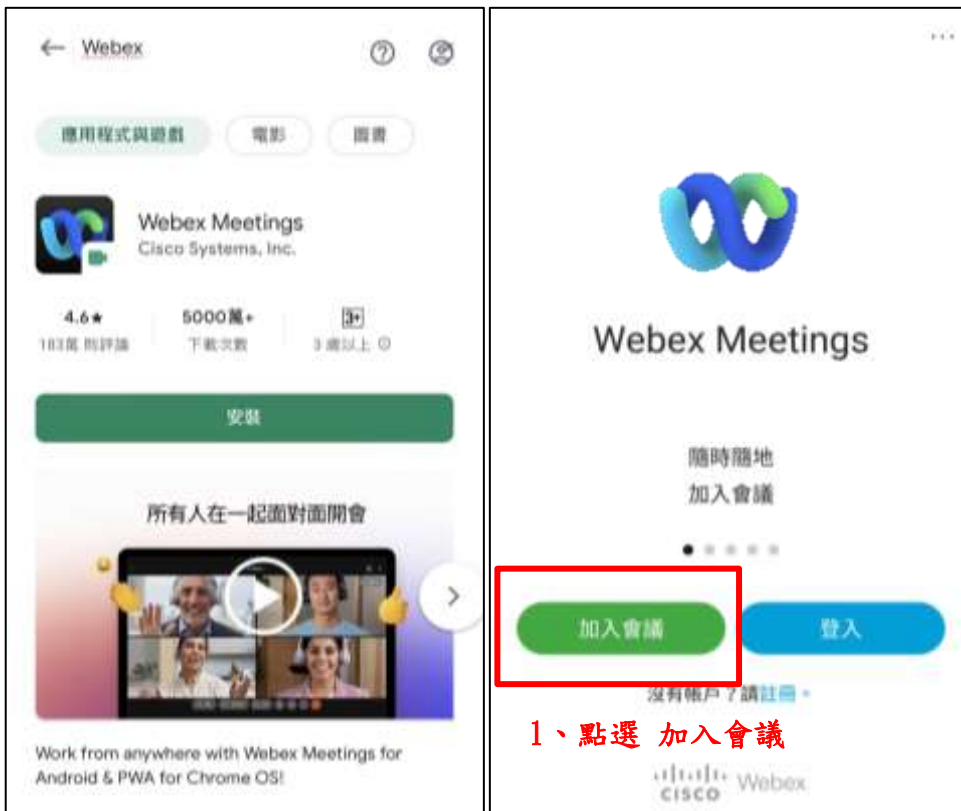 Webex
應用程式與遊戲 電影 圖書
Webex Meetings
Cisco Systems, Inc.
4.6★ 5000萬+ 3+
183萬 則評論 下載次數 3 歲以上
安裝
所有人在一起面對面開會
Work from anywhere with Webex Meetings for
Android & PWA for Chrome OS!
Webex Meetings
隨時隨地
加入會議
加入會議 登入
沒有帳戶？請註冊。
1、點選 加入會議
CISCO Webex